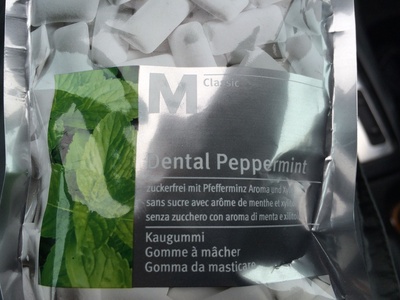 M Classic
Dental Peppermint
zuckerfrei mit Pfefferminz Aroma und
sans sucre avec arôme de menthe et
senza zucchero con aroma di menta e
Kaugummi
Gomme à mâcher
Gomma da masticare